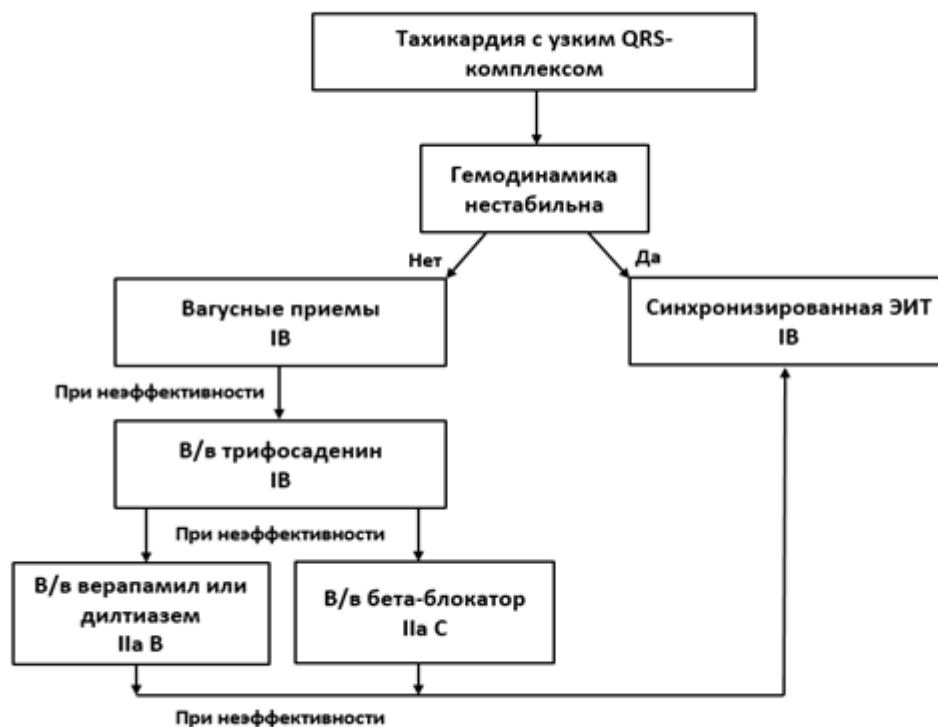 Тахикардия с узким QRS-
комплексом
Гемодинамика
нестабильна
Нет
Да
Вагусные приемы
IB
Синхронизированная ЭИТ
IB
При неэффективности
В/в трифосаденин
IB
При неэффективности
В/в верапамил или
дилтиазем
IIa B
В/в бета-блокатор
IIa C
При неэффективности